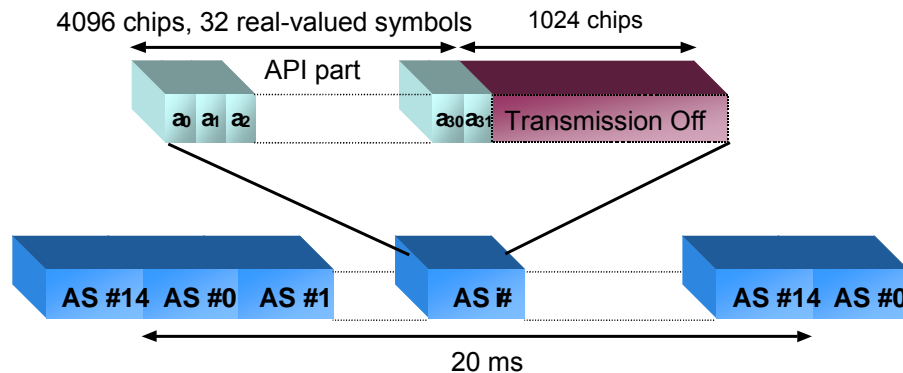 4096 chips, 32 real-valued symbols
1024 chips
API part
a0 a1 a2
a30 a31 Transmission Off
AS #14 AS #0 AS #1 AS i# AS #14 AS #0
20 ms